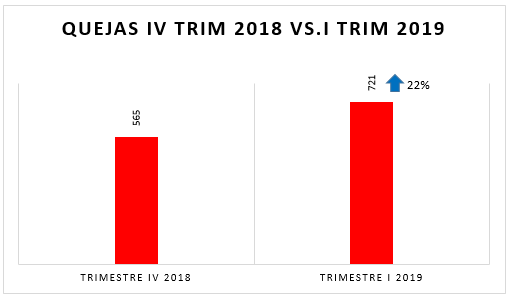 QUEJAS IV TRIM 2018 VS.I TRIM 2019
565
721
22%
TRIMESTRE IV 2018
TRIMESTRE I 2019